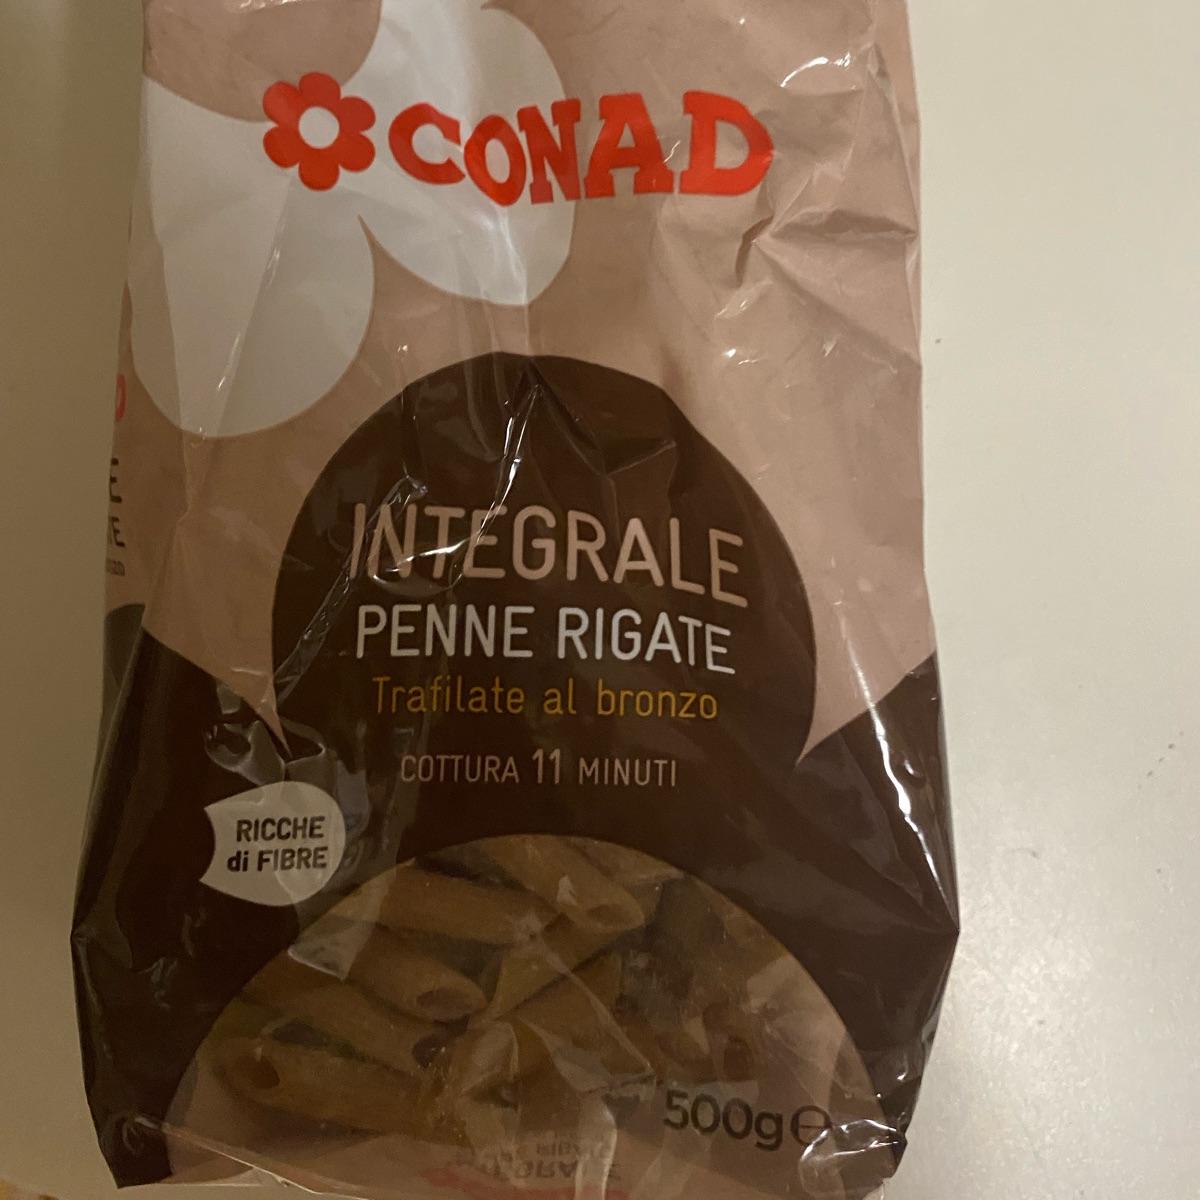 CONAD
INTEGRALE
PENNE RIGATE
Trafilate al bronzo
COTTURA 11 MINUTI
RICCHE
di FIBRE
500g ℮